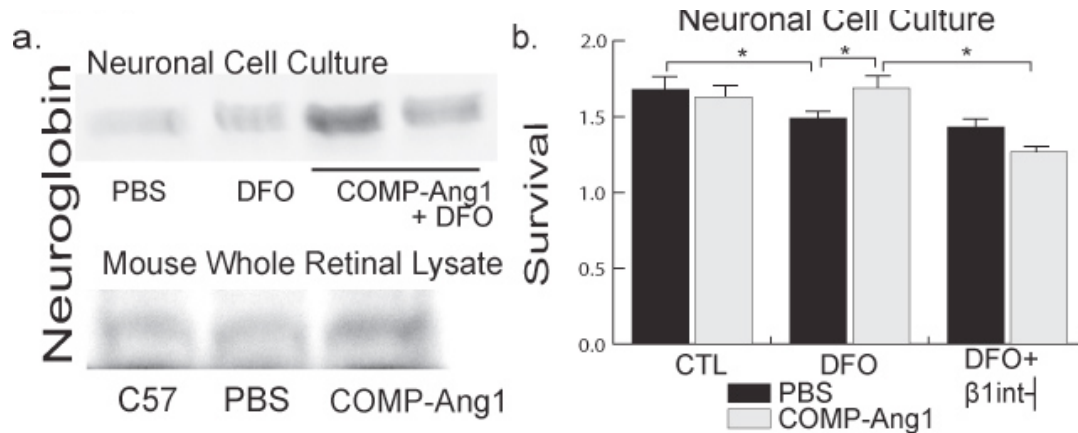 a.
Neuroglobin
Neuronal Cell Culture
PBS DFO COMP-Ang1
+ DFO
Mouse Whole Retinal Lysate
C57 PBS COMP-Ang1
b.
Neuronal Cell Culture
Survival
2.0
1.5
1.0
0.5
0.0
* * *
CTL DFO DFO+
β1int-|
PBS
COMP-Ang1